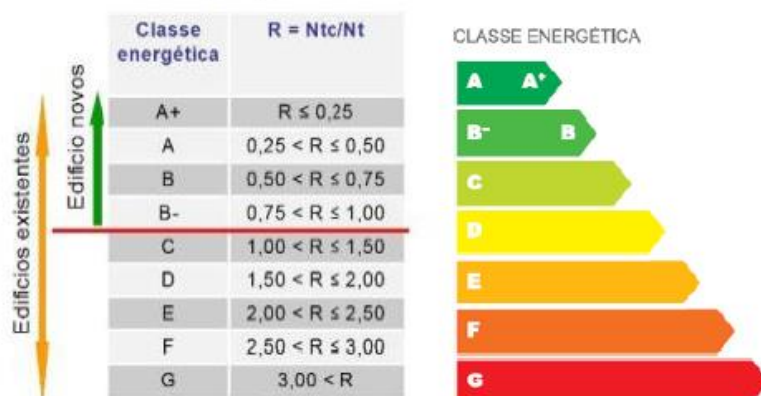 Classe energética R = Ntc/Nt
A+ R ≤ 0,25
A 0,25 < R ≤ 0,50
B 0,50 < R ≤ 0,75
B- 0,75 < R ≤ 1,00
C 1,00 < R ≤ 1,50
D 1,50 < R ≤ 2,00
E 2,00 < R ≤ 2,50
F 2,50 < R ≤ 3,00
G 3,00 < R
Edifício novos
Edifícios existentes
CLASSE ENERGÉTICA
A A+
B- B
C
D
E
F
G